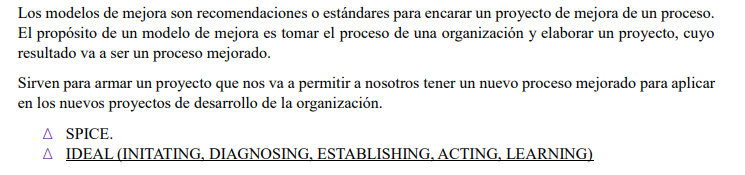 Los modelos de mejora son recomendaciones o estándares para encarar un proyecto de mejora de un proceso.
El propósito de un modelo de mejora es tomar el proceso de una organización y elaborar un proyecto, cuyo
resultado va a ser un proceso mejorado.
Sirven para armar un proyecto que nos va a permitir a nosotros tener un nuevo proceso mejorado para aplicar
en los nuevos proyectos de desarrollo de la organización.
Δ SPICE.
Δ IDEAL (INITATING, DIAGNOSING, ESTABLISHING, ACTING, LEARNING)